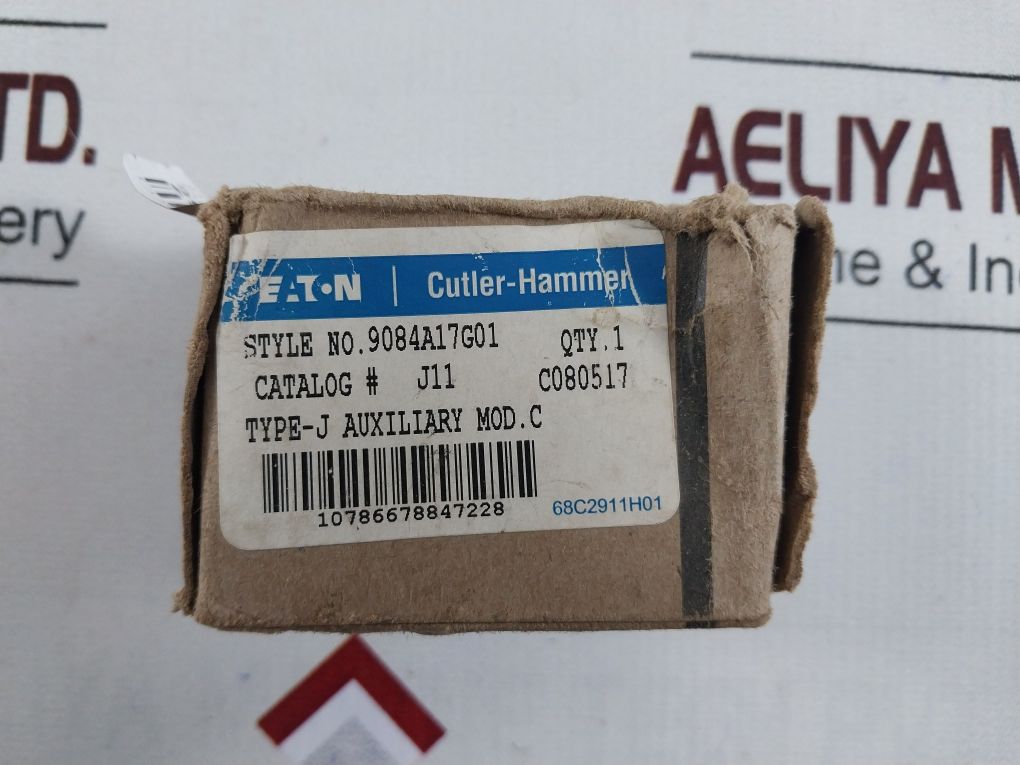 TD.
ery
AELIYA M
ne & In
EATON | Cutler-Hammer
STYLE NO.9084A17G01 QTY.1
CATALOG # J11 C080517
TYPE-J AUXILIARY MOD.C
10786678847228 68C2911H01